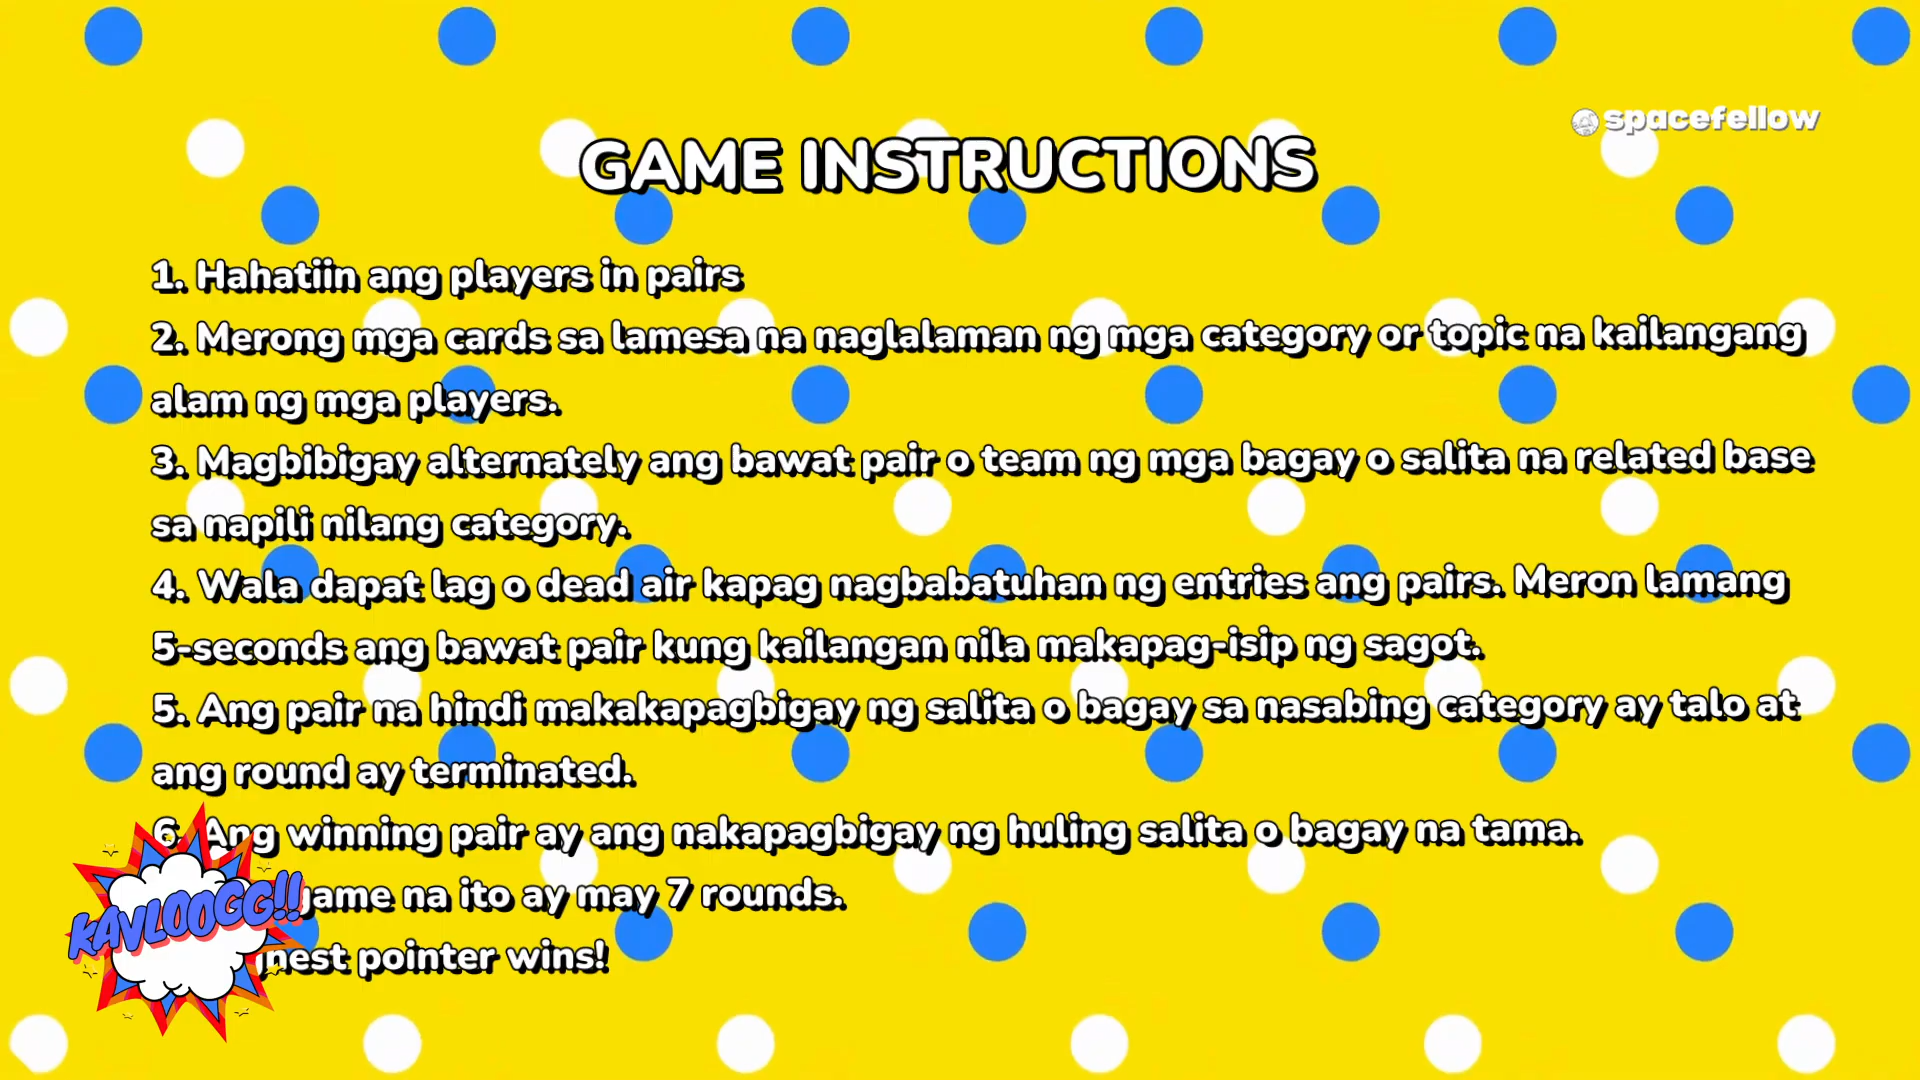 spacefellow
GAME INSTRUCTIONS
1. Hahatiin ang players in pairs
2. Merong mga cards sa lamesa na naglalaman ng mga category or topic na kailangang
alam ng mga players.
3. Magbibigay alternately ang bawat pair o team ng mga bagay o salita na related base
sa napili nilang category.
4. Wala dapat lag o dead air kapag nagbabatuhan ng entries ang pairs. Meron lamang
5-seconds ang bawat pair kung kailangan nila makapag-isip ng sagot.
5. Ang pair na hindi makakapagbigay ng salita o bagay sa nasabing category ay talo at
ang round ay terminated.
6. Ang winning pair ay ang nakapagbigay ng huling salita o bagay na tama.
game na ito ay may 7 rounds.
pointer wins!
KAVLOOGG!!